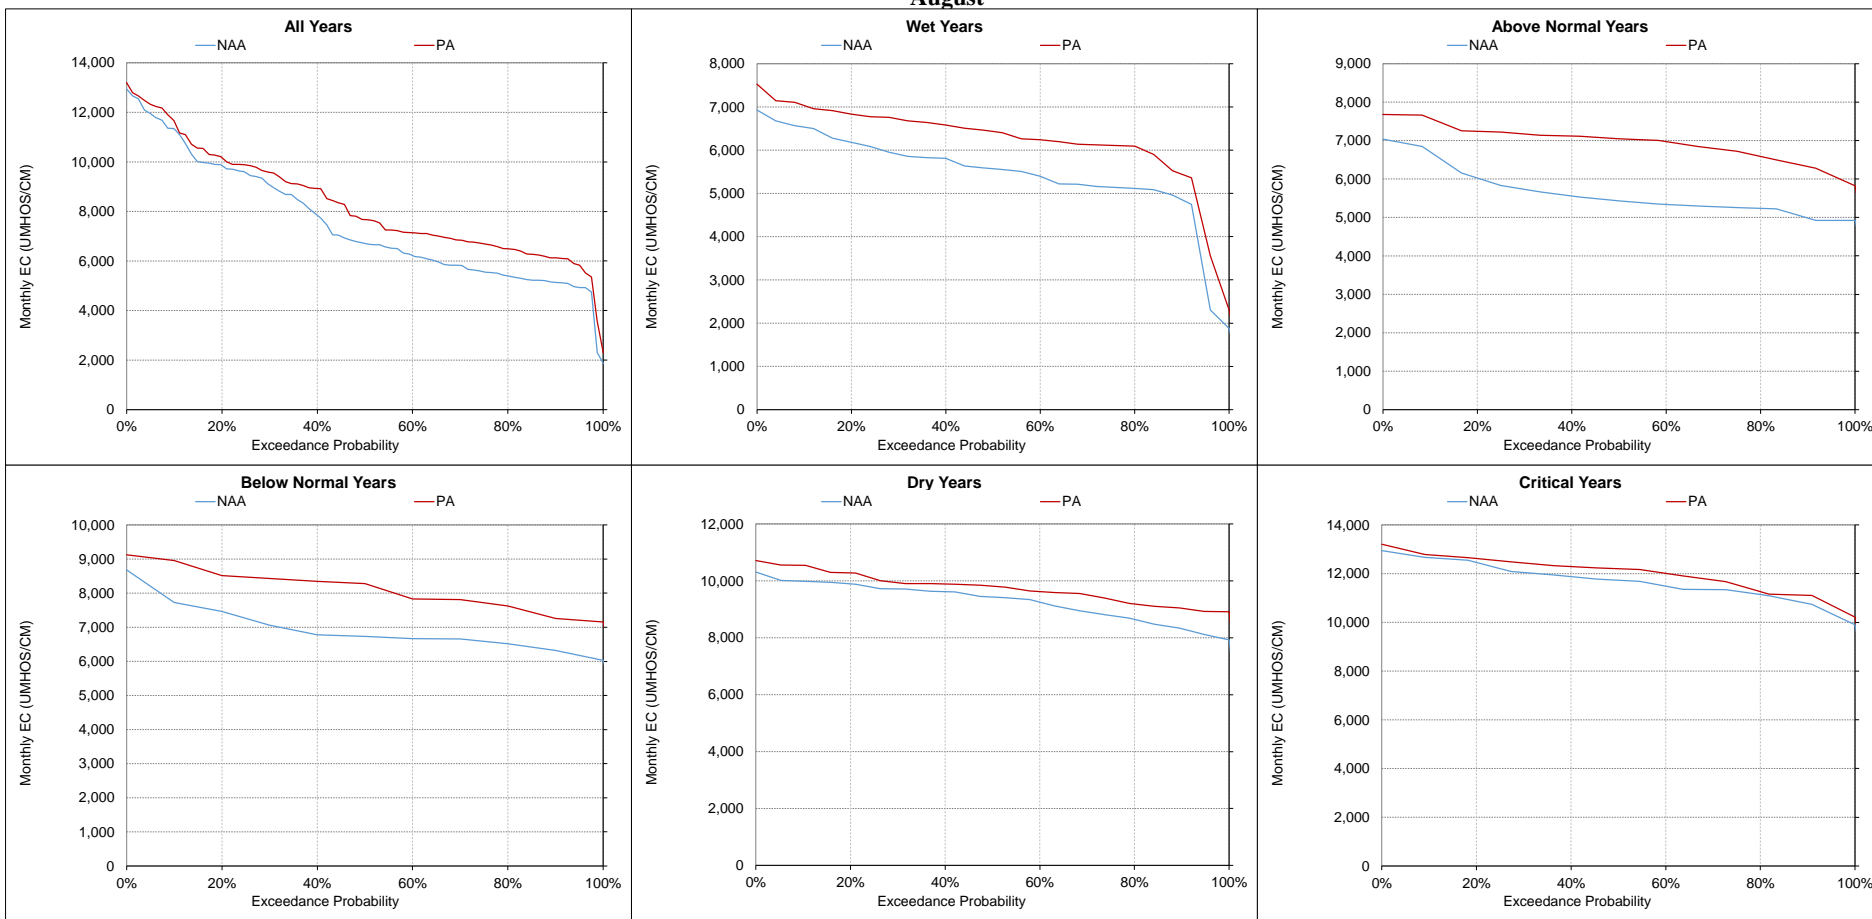 August
All Years
NAA PA
14,000
12,000
10,000
8,000
6,000
4,000
2,000
0
Monthly EC (UMHOS/CM)
0% 20% 40% 60% 80% 100%
Exceedance Probability
Wet Years
NAA PA
8,000
7,000
6,000
5,000
4,000
3,000
2,000
1,000
0
Monthly EC (UMHOS/CM)
0% 20% 40% 60% 80% 100%
Exceedance Probability
Above Normal Years
NAA PA
9,000
8,000
7,000
6,000
5,000
4,000
3,000
2,000
1,000
0
Monthly EC (UMHOS/CM)
0% 20% 40% 60% 80% 100%
Exceedance Probability
Below Normal Years
NAA PA
10,000
9,000
8,000
7,000
6,000
5,000
4,000
3,000
2,000
1,000
0
Monthly EC (UMHOS/CM)
0% 20% 40% 60% 80% 100%
Exceedance Probability
Dry Years
NAA PA
12,000
10,000
8,000
6,000
4,000
2,000
0
Monthly EC (UMHOS/CM)
0% 20% 40% 60% 80% 100%
Exceedance Probability
Critical Years
NAA PA
14,000
12,000
10,000
8,000
6,000
4,000
2,000
0
Monthly EC (UMHOS/CM)
0% 20% 40% 60% 80% 100%
Exceedance Probability